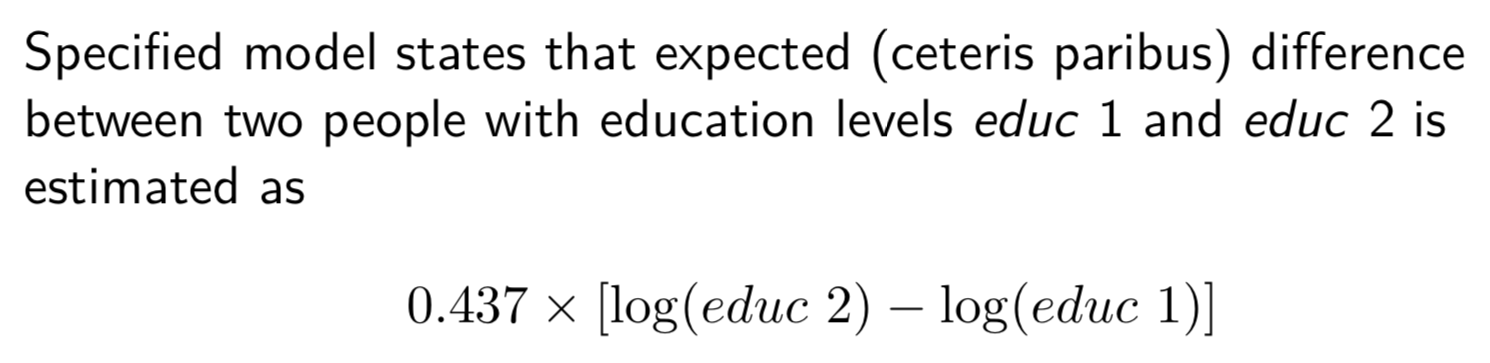 Specified model states that expected (ceteris paribus) difference
between two people with education levels educ 1 and educ 2 is
estimated as
0.437 × [log(educ 2) − log(educ 1)]